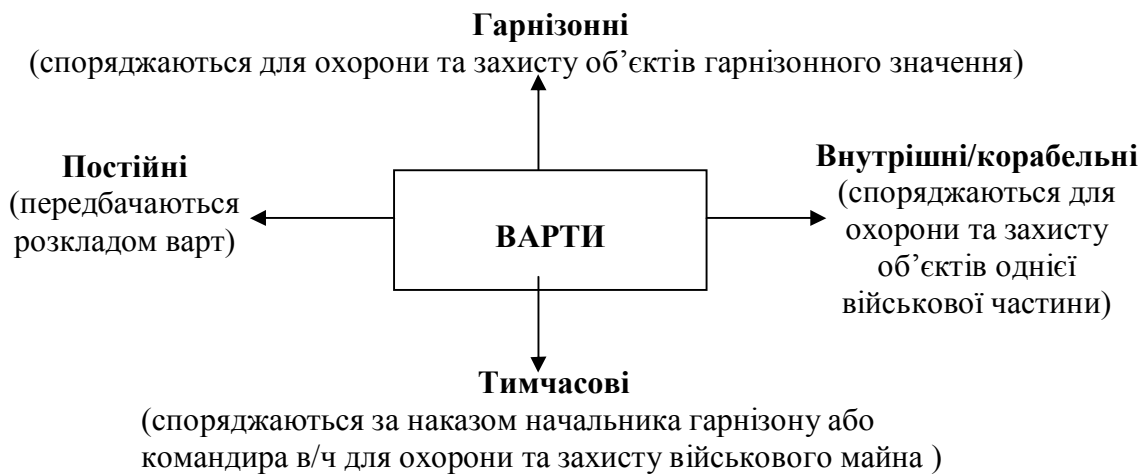 Гарнізонні
(споряджаються для охорони та захисту об’єктів гарнізонного значення)
Постійні
(передбачаються
розкладом варт)
ВАРТИ
Внутрішні/корабельні
(споряджаються для
охорони та захисту
об’єктів однієї
військової частини)
Тимчасові
(споряджаються за наказом начальника гарнізону або
командира в/ч для охорони та захисту військового майна )